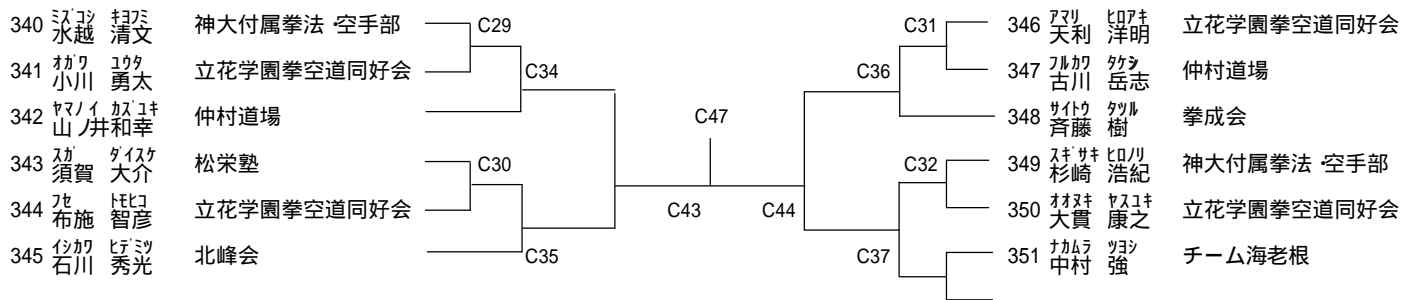 ミズコシ キヨフミ
340 水越 清文 神大付属拳法・空手部
C29
オガワ ユウタ
341 小川 勇太 立花学園拳空道同好会
C34
ヤマノイ カズユキ
342 山ノ井和幸 仲村道場
スガ ダイスケ
343 須賀 大介 松栄塾
C30
フセ トモヒコ
344 布施 智彦 立花学園拳空道同好会
イシカワ ヒデミツ
345 石川 秀光 北峰会
C35
C47
C43 C44
アマリ ヒロアキ
C31 346 天利 洋明 立花学園拳空道同好会
フルカワ タケシ
C36 347 古川 岳志 仲村道場
サイトウ タツル
348 斉藤 樹 拳成会
スギサキ ヒロノリ
C32 349 杉崎 浩紀 神大付属拳法・空手部
オオヌキ ヤスユキ
350 大貫 康之 立花学園拳空道同好会
ナカムラ ツヨシ
C37 351 中村 強 チーム海老根